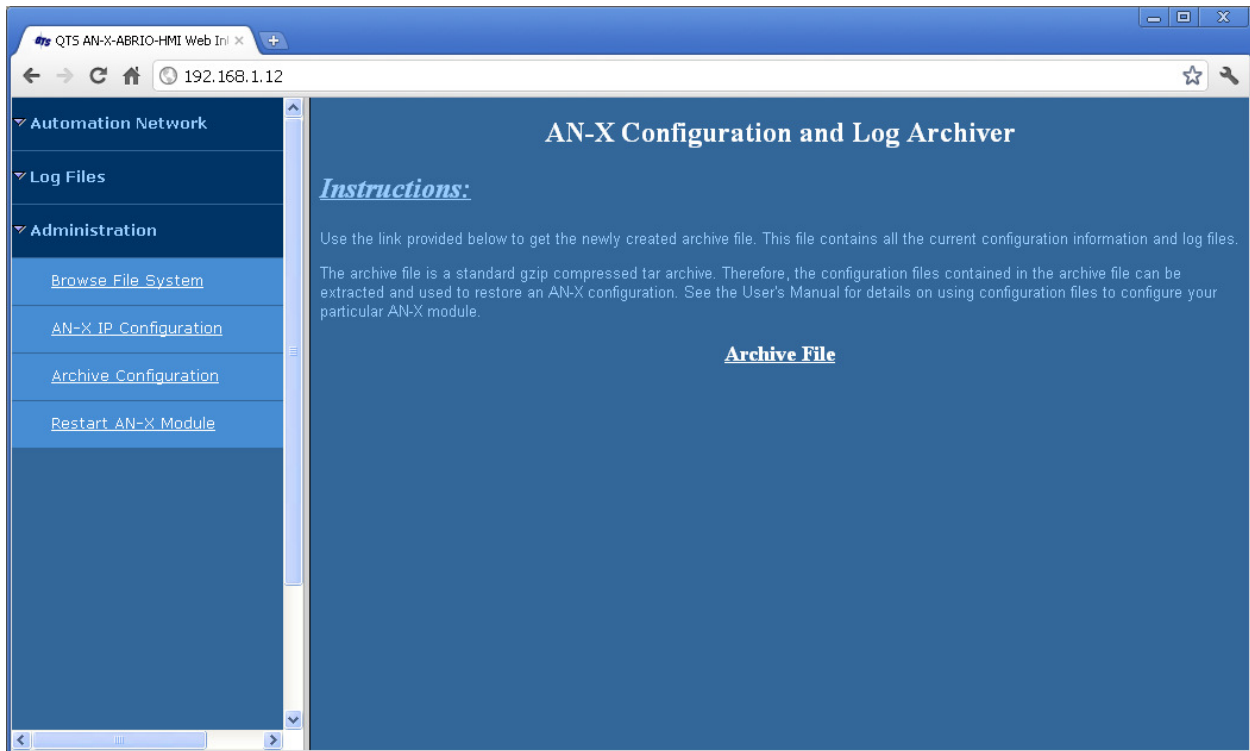 QTS AN-X-ABRIO-HMI Web In
192.168.1.12
Automation Network
Log Files
Administration
Browse File System
AN-X IP Configuration
Archive Configuration
Restart AN-X Module
AN-X Configuration and Log Archiver
Instructions:
Use the link provided below to get the newly created archive file. This file contains all the current configuration information and log files.
The archive file is a standard gzip compressed tar archive. Therefore, the configuration files contained in the archive file can be
extracted and used to restore an AN-X configuration. See the User's Manual for details on using configuration files to configure your
particular AN-X module.
Archive File